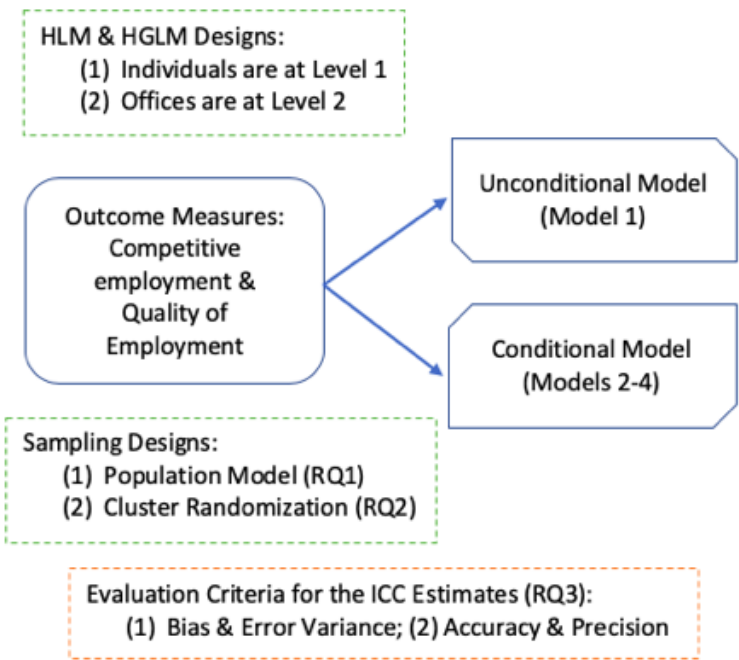 HLM & HGLM Designs:
(1) Individuals are at Level 1
(2) Offices are at Level 2
Outcome Measures:
Competitive
employment &
Quality of
Employment
Unconditional Model
(Model 1)
Conditional Model
(Models 2-4)
Sampling Designs:
(1) Population Model (RQ1)
(2) Cluster Randomization (RQ2)
Evaluation Criteria for the ICC Estimates (RQ3):
(1) Bias & Error Variance; (2) Accuracy & Precision